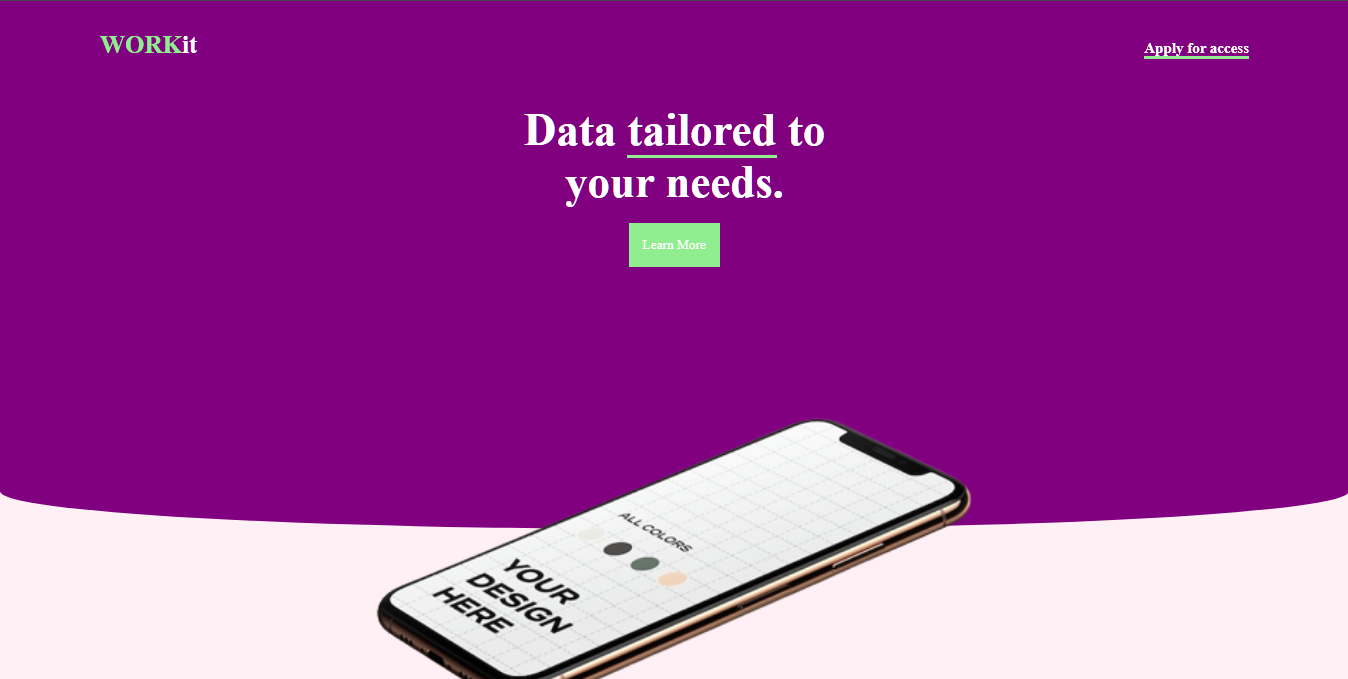 WORKit
Apply for access
Data tailored to
your needs.
Learn More
ALL COLORS
YOUR
DESIGN
HERE